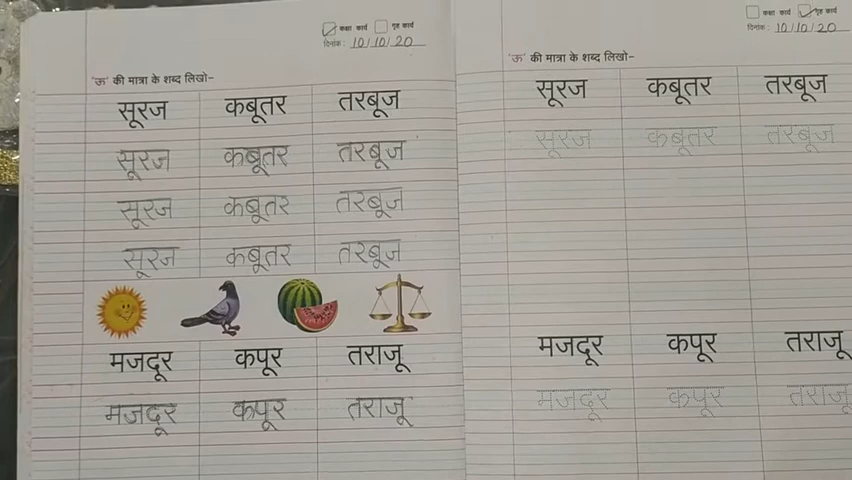 कक्षा कार्य गृह कार्य
दिनांक : 10/10/20
'ऊ' की मात्रा के शब्द लिखो-
सूरज कबूतर तरबूज
सूरज कबूतर तरबूज
सूरज कबूतर तरबूज
सूरज कबूतर तरबूज
मजदूर कपूर तराजू
मजदूर कपूर तराजू
कक्षा कार्य गृह कार्य
दिनांक : 10/10/20
'ऊ' की मात्रा के शब्द लिखो-
सूरज कबूतर तरबूज
सूरज कबूतर तरबूज
मजदूर कपूर तराजू
मजदूर कपूर तराजू